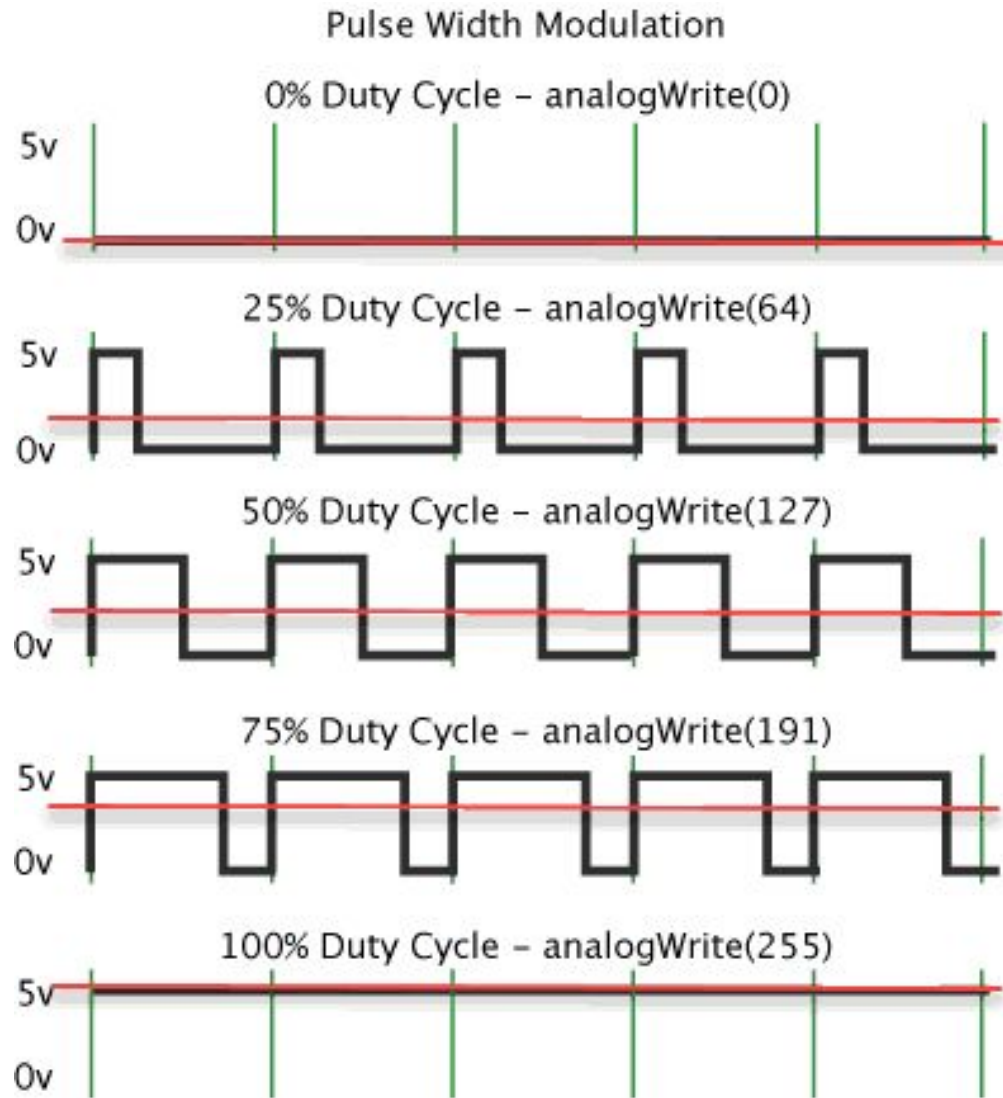 Pulse Width Modulation
0% Duty Cycle – analogWrite(0)
5v
0v
25% Duty Cycle – analogWrite(64)
5v
0v
50% Duty Cycle – analogWrite(127)
5v
0v
75% Duty Cycle – analogWrite(191)
5v
0v
100% Duty Cycle – analogWrite(255)
5v
0v